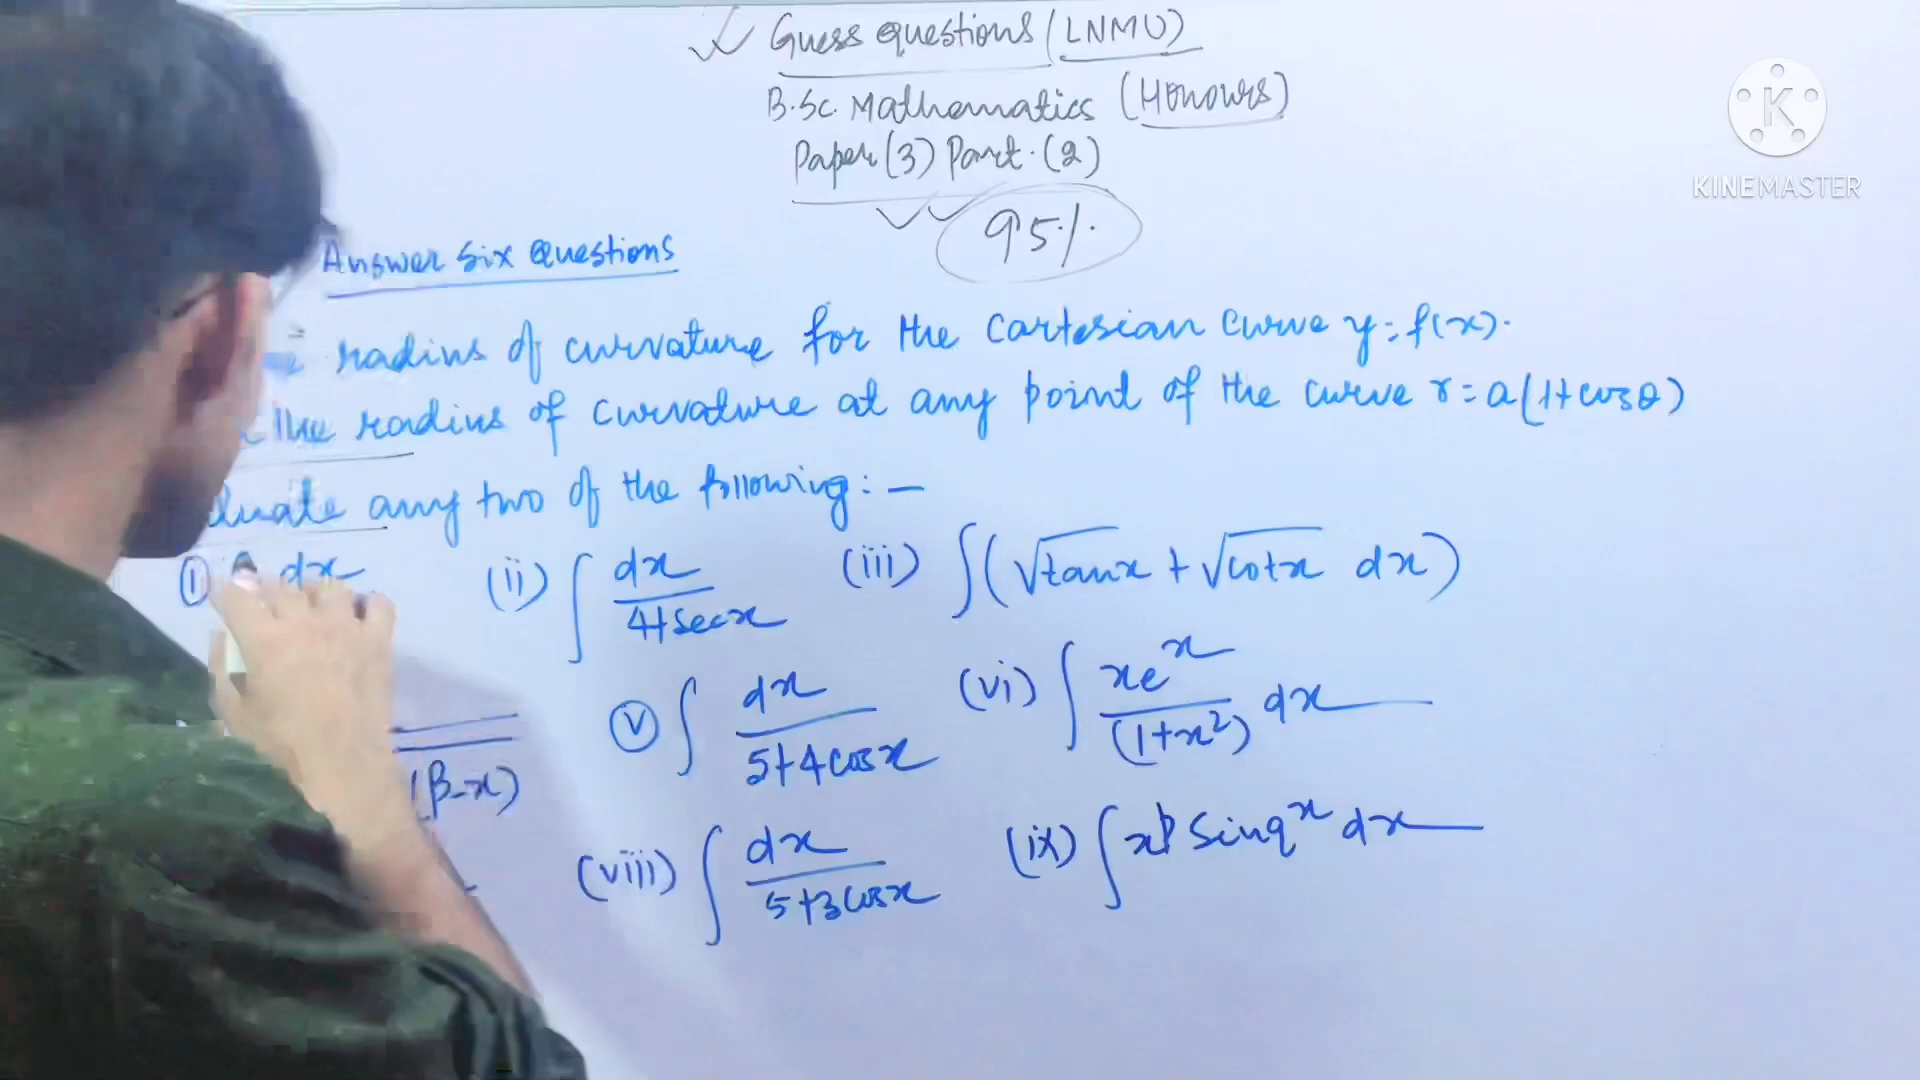 Guess questions (LNMU)
B.Sc. Mathematics (Honours)
Paper (3) Part. (2)
95%
KINEMASTER
Answer six questions
radius of curvature for the Cartesian curve y = f(x).
the radius of curvature at any point of the curve r = a(1+cosθ)
any two of the following: —
(i) dx (ii) ∫ dx / 4+secx (iii) ∫(√tanx + √cotx dx)
(β-x) (v) ∫ dx / 5+4cosx (vi) ∫ xe^x / (1+x²) dx
(viii) ∫ dx / 5+3cosx (ix) ∫ x^p Sinq^x dx